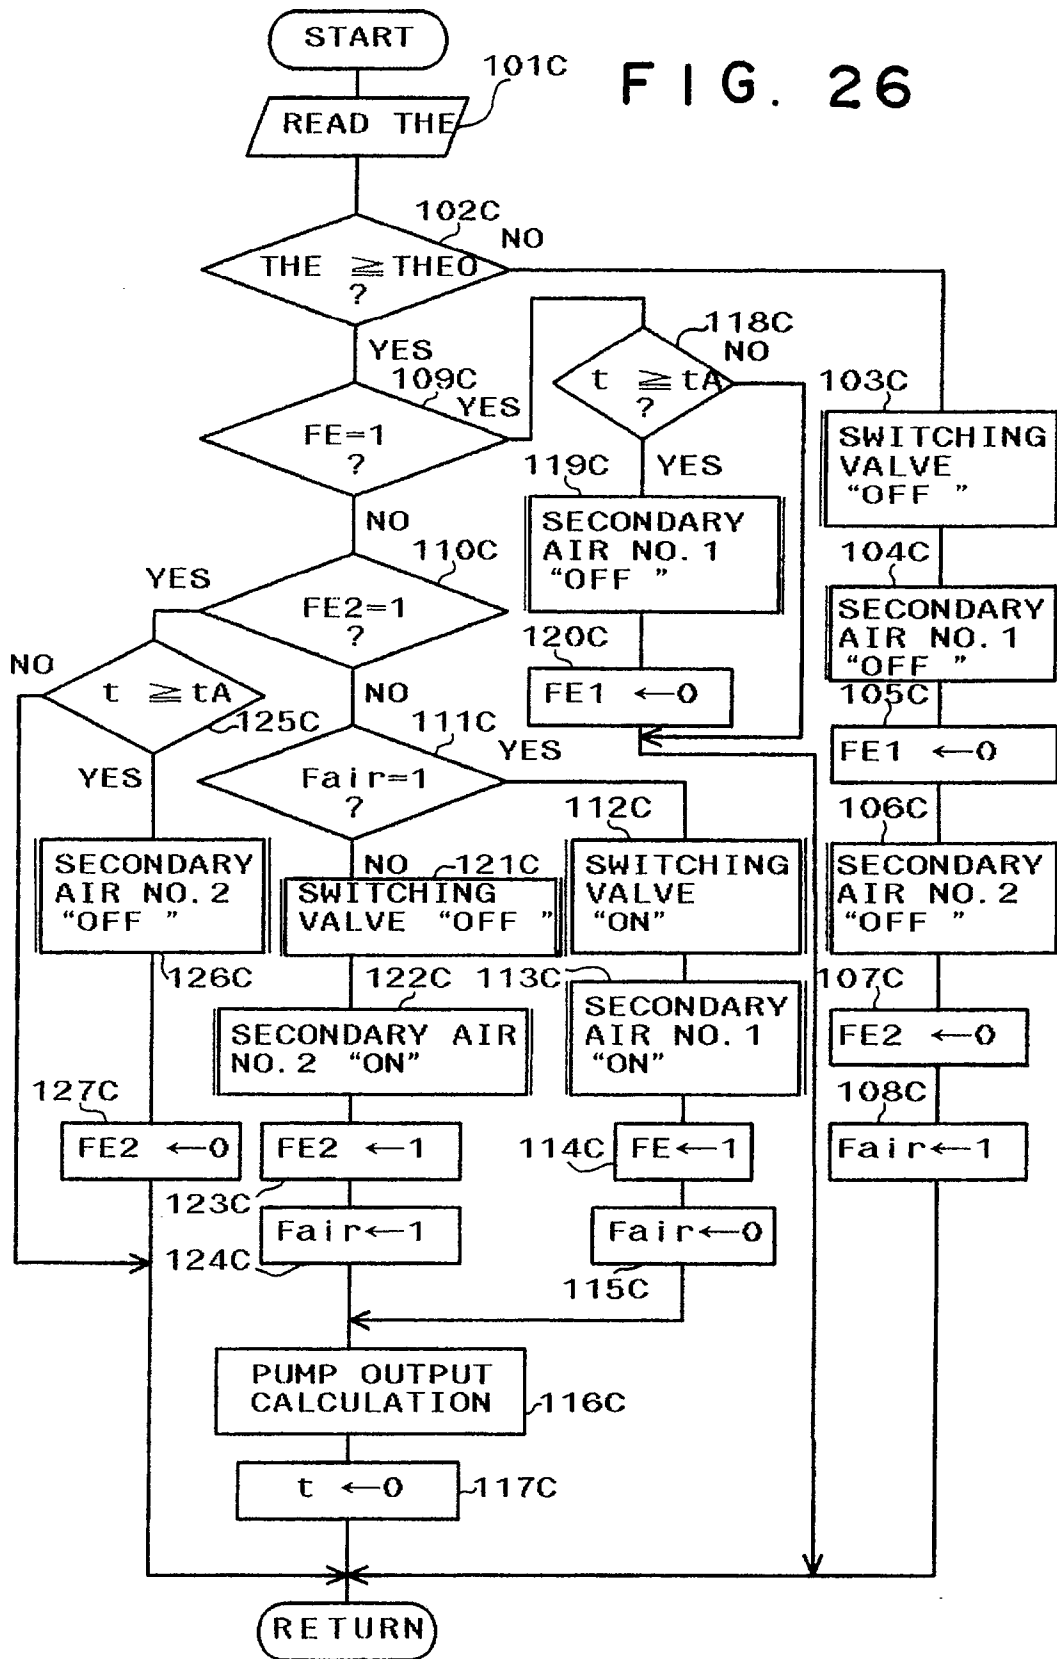 START
101C
FIG. 26
READ THE
102C
NO
THE ≧THEO
?
YES
118C
NO
109C
YES
t ≧tA
?
103C
FE=1
?
SWITCHING
VALVE
"OFF "
119C
YES
NO
SECONDARY
AIR NO.1
"OFF "
110C
104C
YES
FE2=1
?
SECONDARY
AIR NO.1
"OFF "
120C
NO
t ≧tA
NO
FE1 ←0
105C
125C
111C
YES
FE1 ←0
YES
Fair=1
?
112C
106C
SECONDARY
AIR NO.2
"OFF "
NO
121C
SWITCHING
VALVE "OFF "
SWITCHING
VALVE
"ON"
SECONDARY
AIR NO.2
"OFF "
126C
122C
113C
107C
SECONDARY AIR
NO.2 "ON"
SECONDARY
AIR NO.1
"ON"
FE2 ←0
127C
108C
FE2 ←0
FE2 ←1
114C
FE←1
Fair←1
123C
Fair←1
Fair←0
124C
115C
PUMP OUTPUT
CALCULATION
116C
t ←0
117C
RETURN